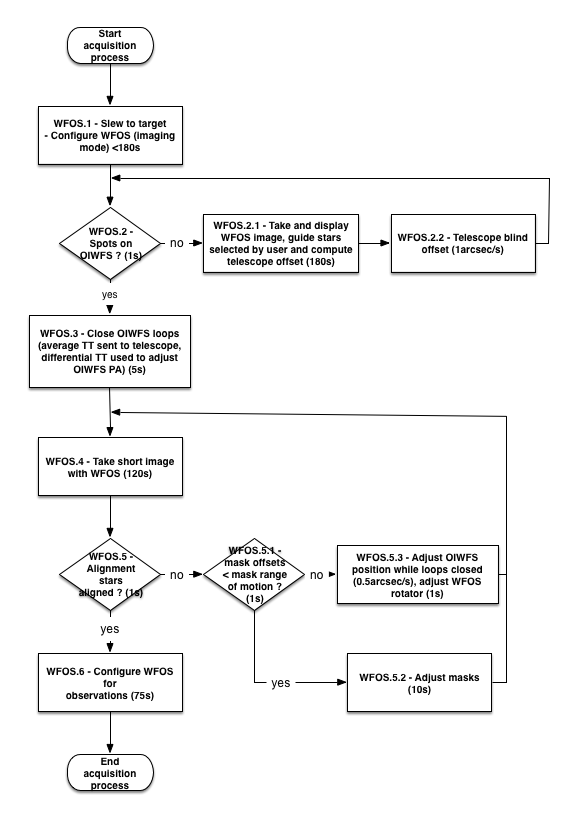 Start
acquisition
process
WFOS.1 - Slew to target
- Configure WFOS (imaging
mode) <180s
WFOS.2 -
Spots on
OIWFS ? (1s)
no
WFOS.2.1 - Take and display
WFOS image, guide stars
selected by user and compute
telescope offset (180s)
WFOS.2.2 - Telescope blind
offset (1arcsec/s)
yes
WFOS.3 - Close OIWFS loops
(average TT sent to telescope,
differential TT used to adjust
OIWFS PA) (5s)
WFOS.4 - Take short image
with WFOS (120s)
WFOS.5 -
Alignment
stars
aligned ? (1s)
no
WFOS.5.1 -
mask offsets
< mask range
of motion ?
(1s)
no
WFOS.5.3 - Adjust OIWFS
position while loops closed
(0.5arcsec/s), adjust WFOS
rotator (1s)
yes
yes
WFOS.5.2 - Adjust masks
(10s)
WFOS.6 - Configure WFOS
for
observations (75s)
End
acquisition
process